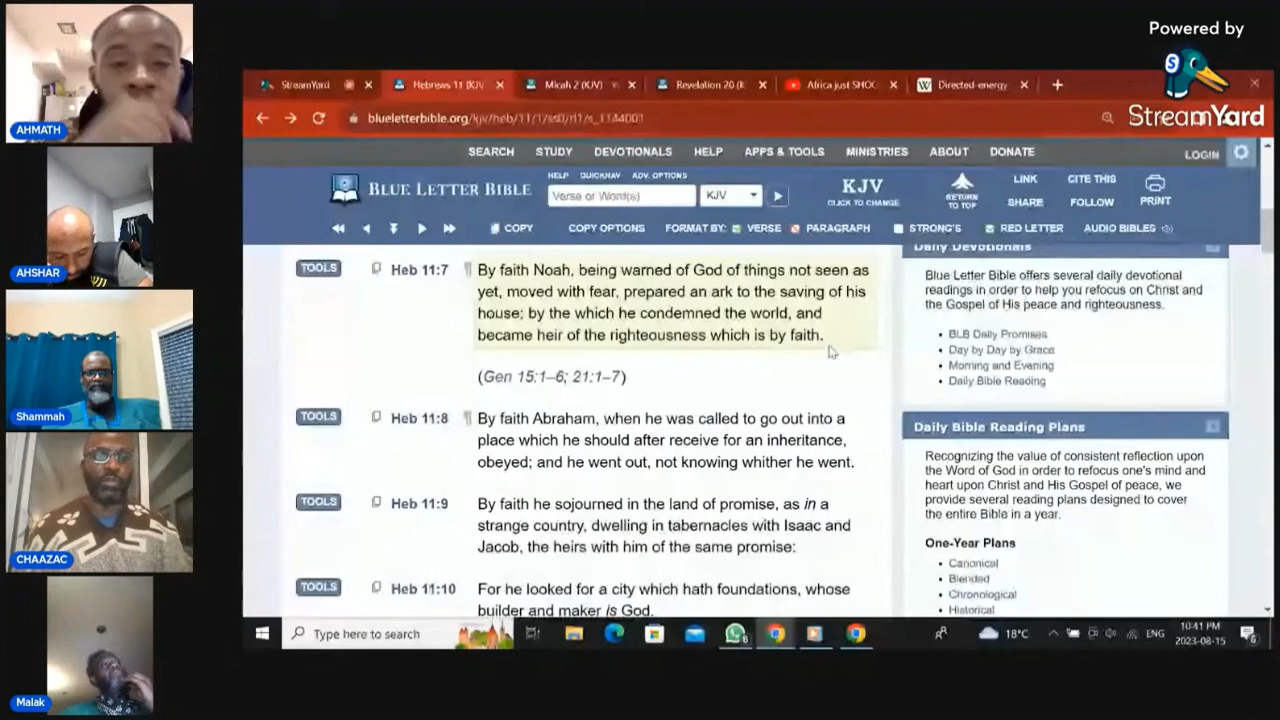 Powered by
StreamYard
AHMATH
AHSHAR
Shammah
CHAAZAC
Malak
StreamYard
Hebrews 11 (KJV)
Micah 2 (KJV)
Revelation 20 (K
Africa just SHOC
Directed-energy
blueletterbible.org/kjv/heb/11/1/ss0/rl1/s_1144001
SEARCH STUDY DEVOTIONALS HELP APPS & TOOLS MINISTRIES ABOUT DONATE
LOGIN
BLUE LETTER BIBLE
HELP QUICKNAV ADV. OPTIONS
Verse or Word(s)
KJV
KJV
CLICK TO CHANGE
RETURN
TO TOP
LINK
SHARE
CITE THIS
FOLLOW
PRINT
COPY COPY OPTIONS FORMAT BY: VERSE PARAGRAPH STRONG'S RED LETTER AUDIO BIBLES
TOOLS Heb 11:7 ¶ By faith Noah, being warned of God of things not seen as
yet, moved with fear, prepared an ark to the saving of his
house; by the which he condemned the world, and
became heir of the righteousness which is by faith.
(Gen 15:1–6; 21:1–7)
TOOLS Heb 11:8 ¶ By faith Abraham, when he was called to go out into a
place which he should after receive for an inheritance,
obeyed; and he went out, not knowing whither he went.
TOOLS Heb 11:9 By faith he sojourned in the land of promise, as in a
strange country, dwelling in tabernacles with Isaac and
Jacob, the heirs with him of the same promise:
TOOLS Heb 11:10 For he looked for a city which hath foundations, whose
builder and maker is God.
Daily Devotionals
Blue Letter Bible offers several daily devotional
readings in order to help you refocus on Christ and
the Gospel of His peace and righteousness.
• BLB Daily Promises
• Day by Day by Grace
• Morning and Evening
• Daily Bible Reading
Daily Bible Reading Plans
Recognizing the value of consistent reflection upon
the Word of God in order to refocus one's mind and
heart upon Christ and His Gospel of peace, we
provide several reading plans designed to cover
the entire Bible in a year.
One-Year Plans
• Canonical
• Blended
• Chronological
• Historical
Type here to search
18°C
ENG
10:41 PM
2023-08-15